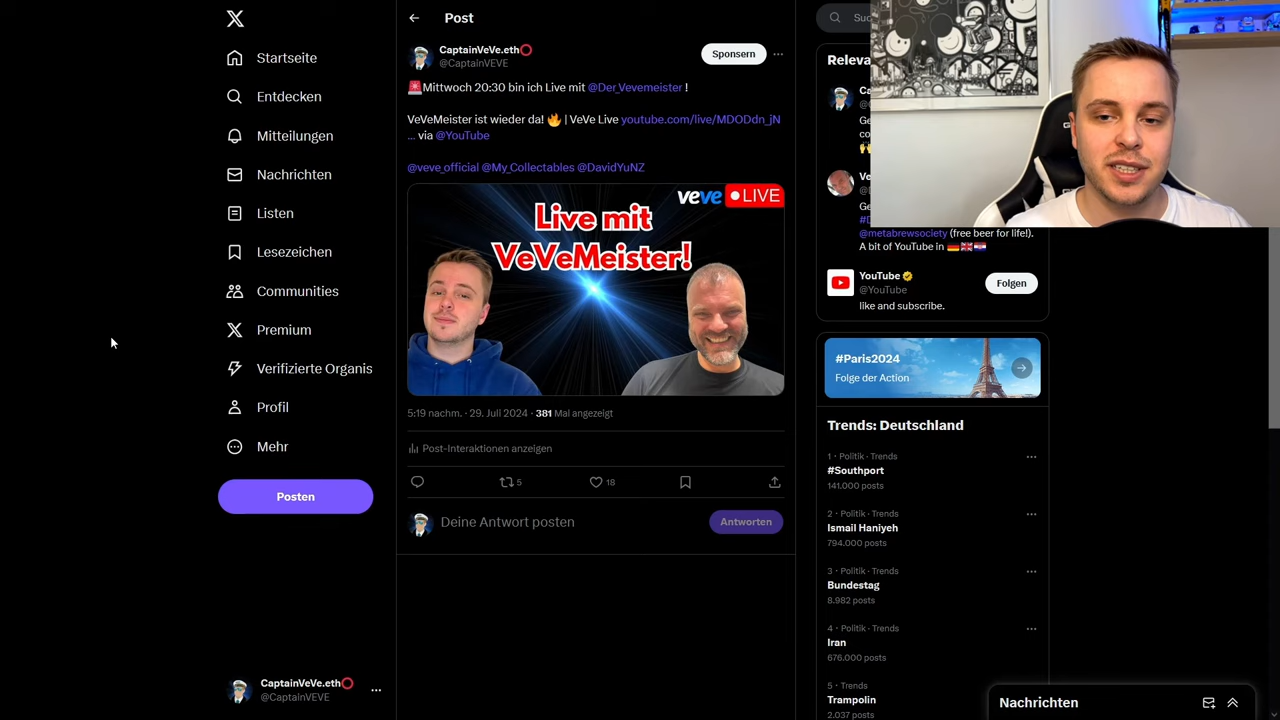 Startseite
Entdecken
Mitteilungen
Nachrichten
Listen
Lesezeichen
Communities
Premium
Verifizierte Organis
Profil
Mehr
Posten
CaptainVeVe.eth⭕
@CaptainVEVE
Post
CaptainVeVe.eth⭕
@CaptainVEVE
Sponsern
🚨Mittwoch 20:30 bin ich Live mit @Der_Vevemeister !
VeVeMeister ist wieder da! 🔥 | VeVe Live youtube.com/live/MDODdn_jN
… via @YouTube
@veve_official @My_Collectables @DavidYuNZ
veve LIVE
Live mit
VeVeMeister!
5:19 nachm. · 29. Juli 2024 · 381 Mal angezeigt
Post-Interaktionen anzeigen
5
18
Deine Antwort posten
Antworten
#Paris2024
Folge der Action
@metabrewsociety (free beer for life!).
A bit of YouTube in 🇩🇪🇬🇧🇭🇷
YouTube
@YouTube
Folgen
like and subscribe.
Trends: Deutschland
1 · Politik · Trends
#Southport
141.000 posts
2 · Politik · Trends
Ismail Haniyeh
794.000 posts
3 · Politik · Trends
Bundestag
8.982 posts
4 · Politik · Trends
Iran
676.000 posts
5 · Trends
Trampolin
2.037 posts
Nachrichten